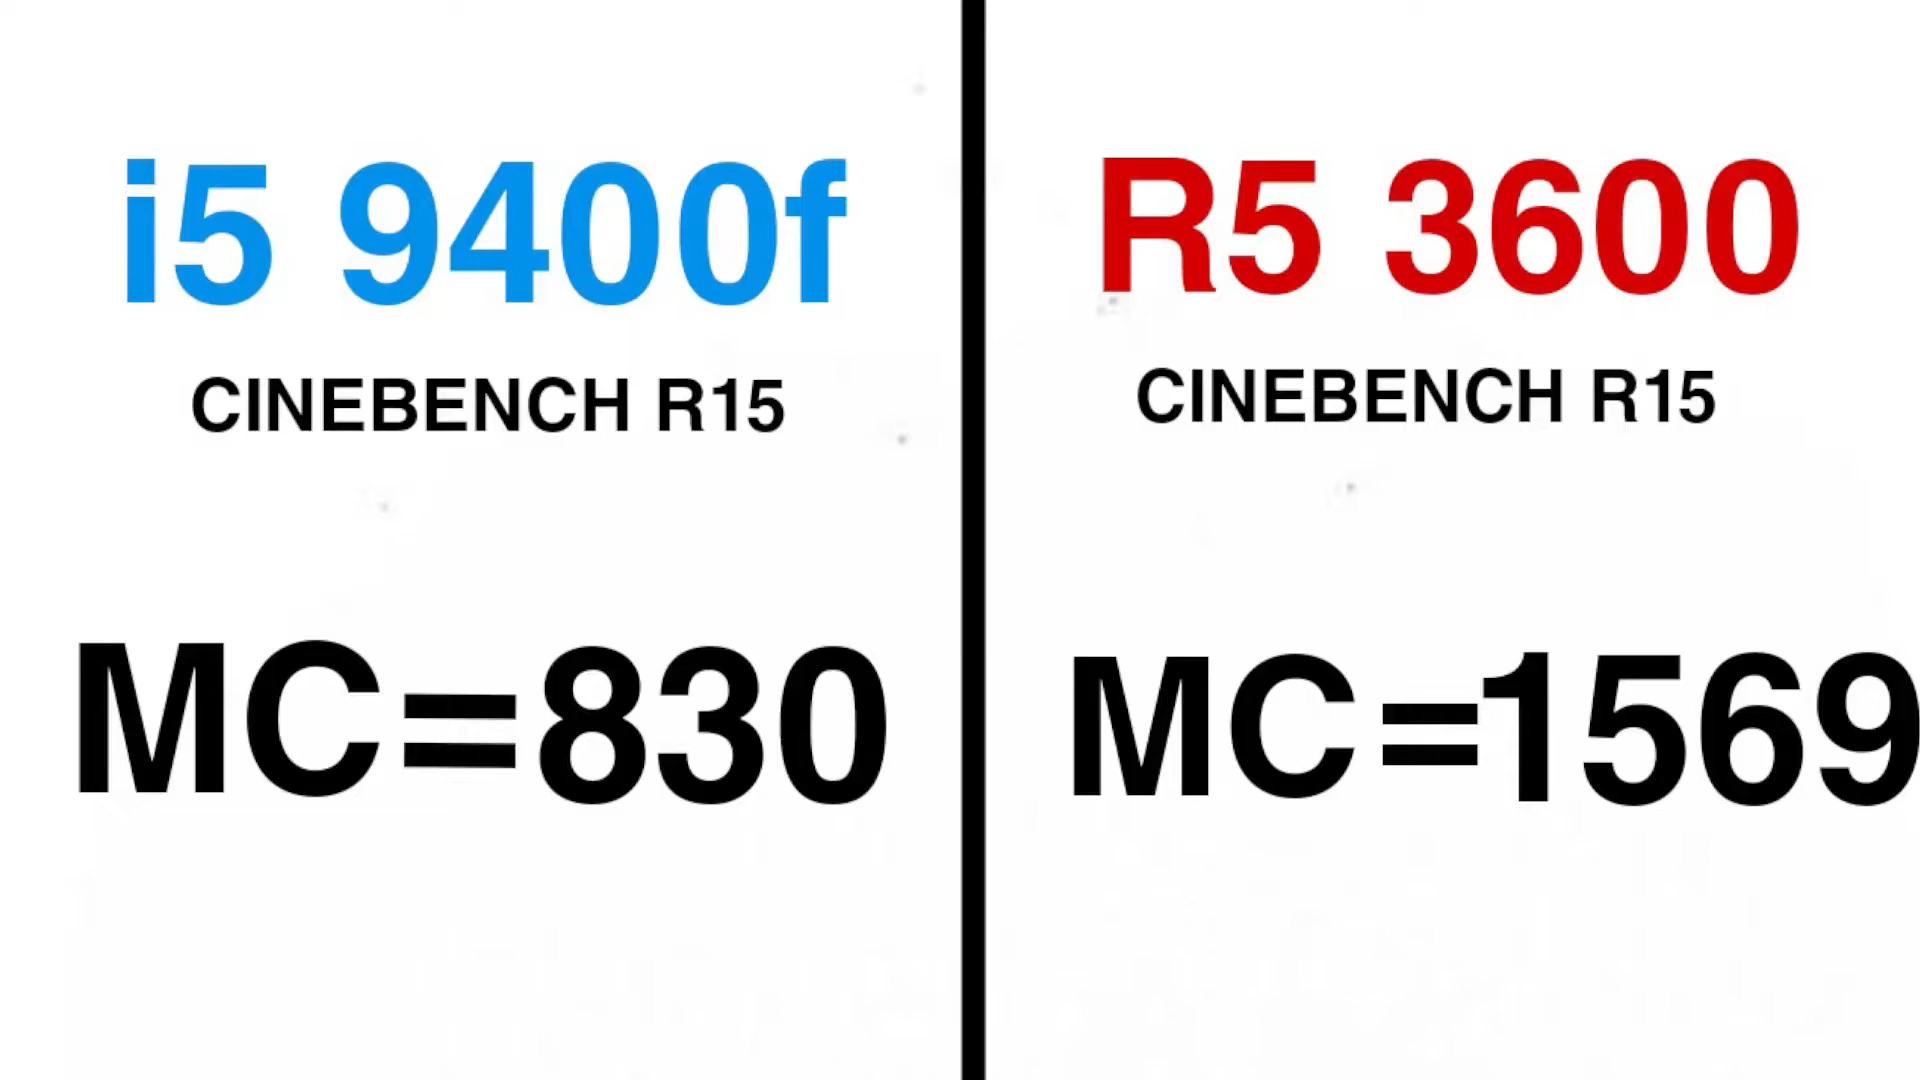 i5 9400f
CINEBENCH R15
MC=830
R5 3600
CINEBENCH R15
MC=1569